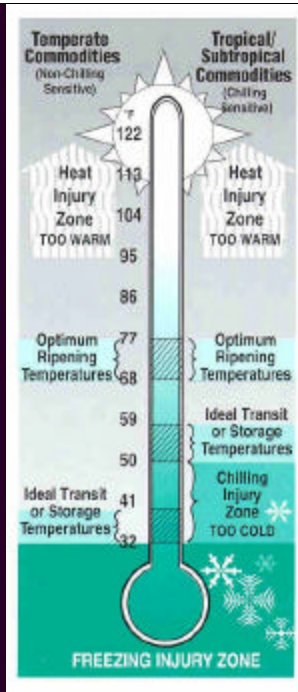 Temperate
Commodities
(Non-Chilling
Sensitive)
Tropical/
Subtropical
Commodities
(Chilling
Sensitive)
°F
122
113
104
95
86
77
68
59
50
41
32
Heat
Injury
Zone
TOO WARM
Heat
Injury
Zone
TOO WARM
Optimum
Ripening
Temperatures
Optimum
Ripening
Temperatures
Ideal Transit
or Storage
Temperatures
Chilling
Injury
Zone
TOO COLD
Ideal Transit
or Storage
Temperatures
FREEZING INJURY ZONE